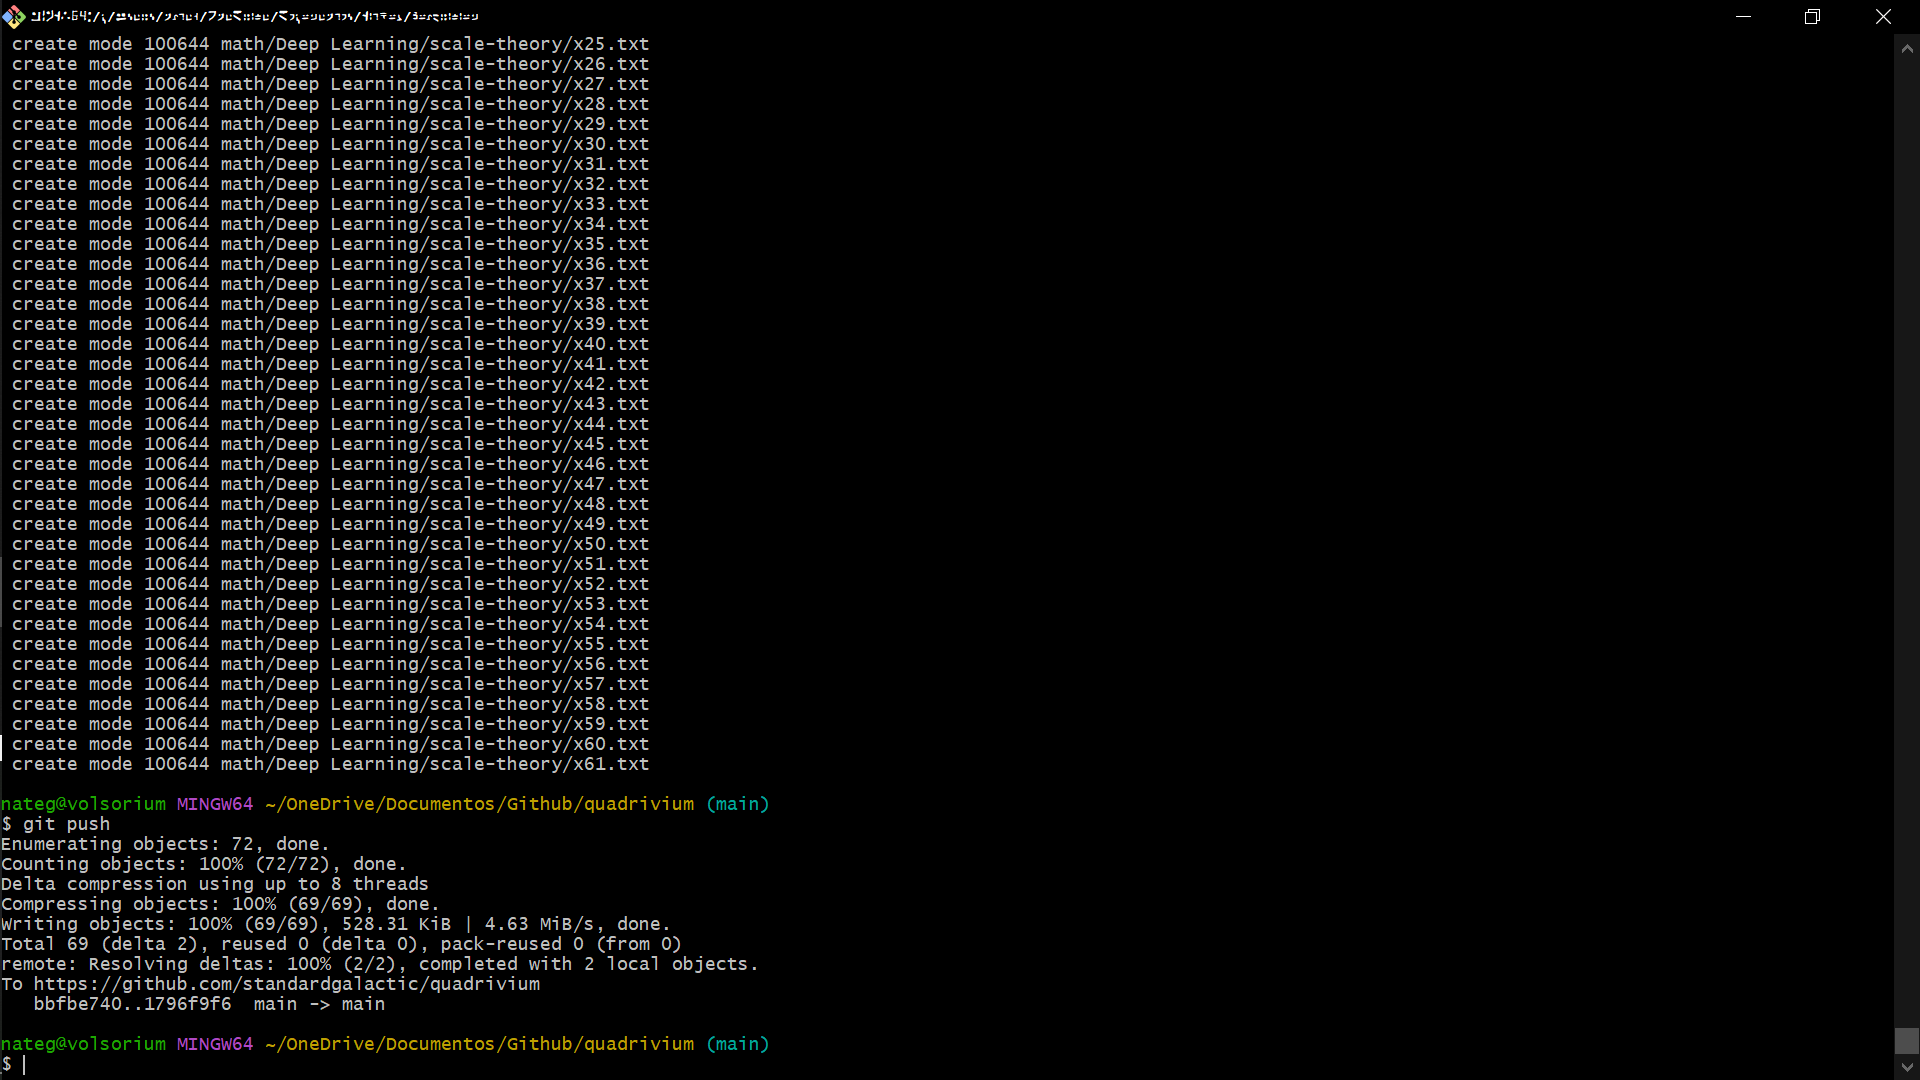 create mode 100644 math/Deep Learning/scale-theory/x25.txt
create mode 100644 math/Deep Learning/scale-theory/x26.txt
create mode 100644 math/Deep Learning/scale-theory/x27.txt
create mode 100644 math/Deep Learning/scale-theory/x28.txt
create mode 100644 math/Deep Learning/scale-theory/x29.txt
create mode 100644 math/Deep Learning/scale-theory/x30.txt
create mode 100644 math/Deep Learning/scale-theory/x31.txt
create mode 100644 math/Deep Learning/scale-theory/x32.txt
create mode 100644 math/Deep Learning/scale-theory/x33.txt
create mode 100644 math/Deep Learning/scale-theory/x34.txt
create mode 100644 math/Deep Learning/scale-theory/x35.txt
create mode 100644 math/Deep Learning/scale-theory/x36.txt
create mode 100644 math/Deep Learning/scale-theory/x37.txt
create mode 100644 math/Deep Learning/scale-theory/x38.txt
create mode 100644 math/Deep Learning/scale-theory/x39.txt
create mode 100644 math/Deep Learning/scale-theory/x40.txt
create mode 100644 math/Deep Learning/scale-theory/x41.txt
create mode 100644 math/Deep Learning/scale-theory/x42.txt
create mode 100644 math/Deep Learning/scale-theory/x43.txt
create mode 100644 math/Deep Learning/scale-theory/x44.txt
create mode 100644 math/Deep Learning/scale-theory/x45.txt
create mode 100644 math/Deep Learning/scale-theory/x46.txt
create mode 100644 math/Deep Learning/scale-theory/x47.txt
create mode 100644 math/Deep Learning/scale-theory/x48.txt
create mode 100644 math/Deep Learning/scale-theory/x49.txt
create mode 100644 math/Deep Learning/scale-theory/x50.txt
create mode 100644 math/Deep Learning/scale-theory/x51.txt
create mode 100644 math/Deep Learning/scale-theory/x52.txt
create mode 100644 math/Deep Learning/scale-theory/x53.txt
create mode 100644 math/Deep Learning/scale-theory/x54.txt
create mode 100644 math/Deep Learning/scale-theory/x55.txt
create mode 100644 math/Deep Learning/scale-theory/x56.txt
create mode 100644 math/Deep Learning/scale-theory/x57.txt
create mode 100644 math/Deep Learning/scale-theory/x58.txt
create mode 100644 math/Deep Learning/scale-theory/x59.txt
create mode 100644 math/Deep Learning/scale-theory/x60.txt
create mode 100644 math/Deep Learning/scale-theory/x61.txt
nateg@volsorium MINGW64 ~/OneDrive/Documentos/Github/quadrivium (main)
$ git push
Enumerating objects: 72, done.
Counting objects: 100% (72/72), done.
Delta compression using up to 8 threads
Compressing objects: 100% (69/69), done.
Writing objects: 100% (69/69), 528.31 KiB | 4.63 MiB/s, done.
Total 69 (delta 2), reused 0 (delta 0), pack-reused 0 (from 0)
remote: Resolving deltas: 100% (2/2), completed with 2 local objects.
To https://github.com/standardgalactic/quadrivium
bbfbe740..1796f9f6  main -> main
nateg@volsorium MINGW64 ~/OneDrive/Documentos/Github/quadrivium (main)
$